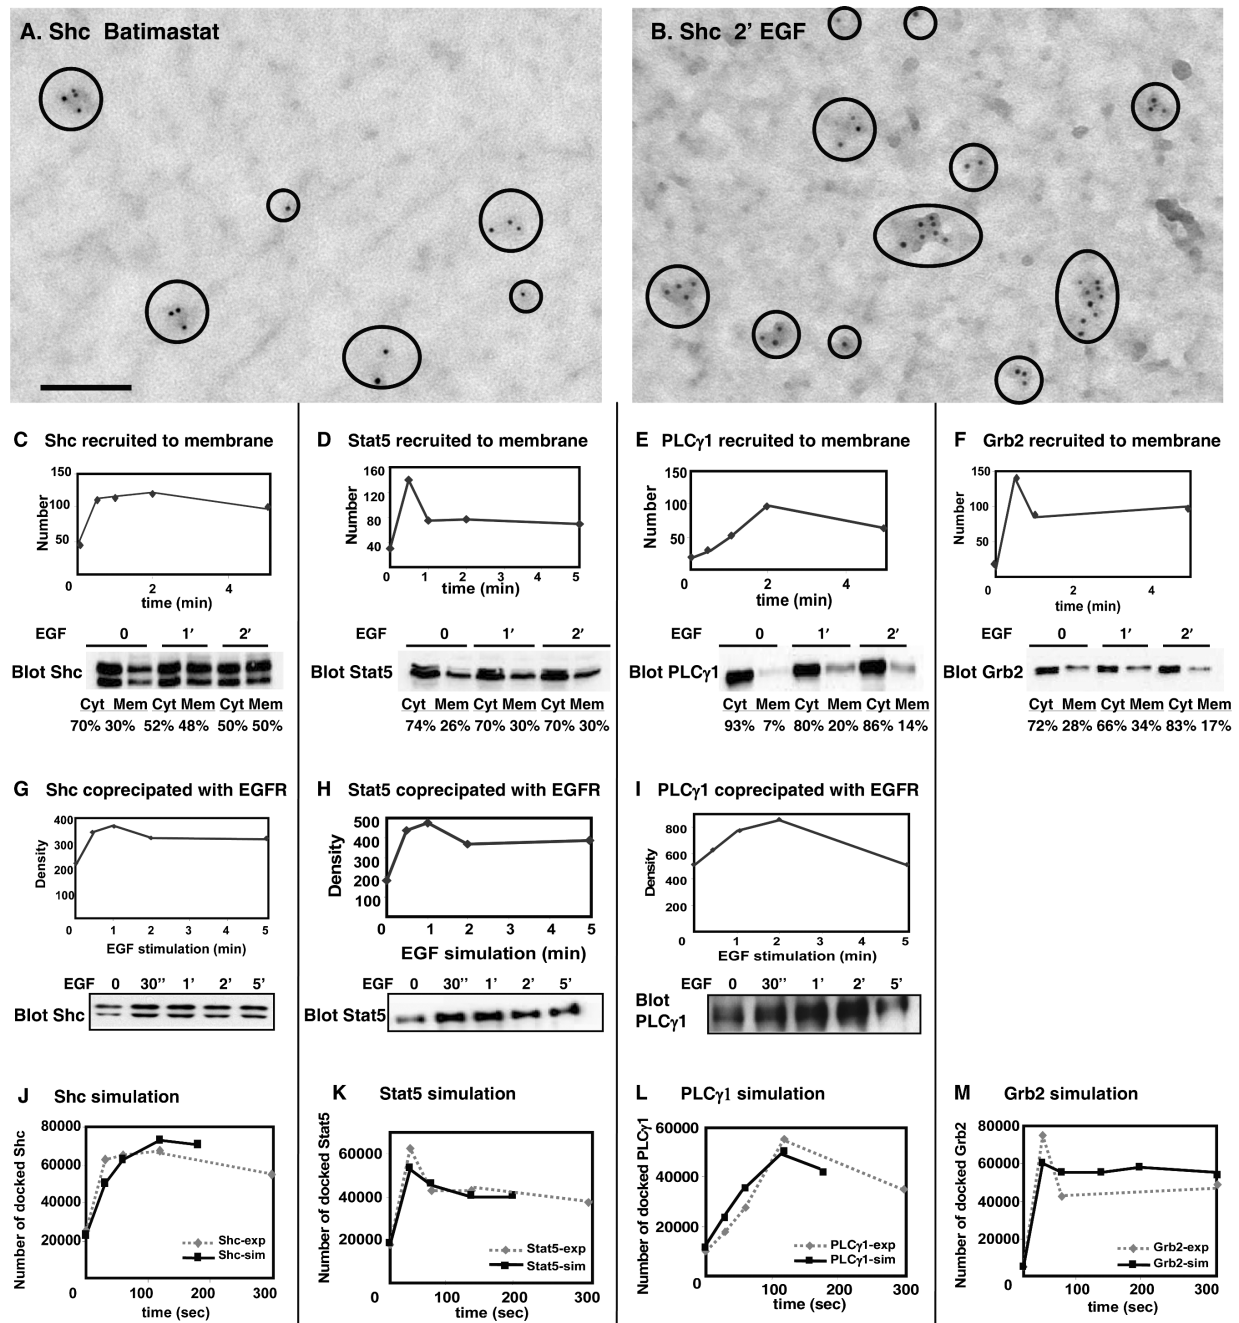 A. Shc Batimastat
B. Shc 2' EGF
C Shc recruited to membrane
150
100
50
0
2
4
Number
time (min)
EGF 0 1' 2'
Blot Shc
Cyt Mem Cyt Mem Cyt Mem
70% 30% 52% 48% 50% 50%
D Stat5 recruited to membrane
160
120
80
40
0 1 2 3 4 5
Number
time (min)
EGF 0 1' 2'
Blot Stat5
Cyt Mem Cyt Mem Cyt Mem
74% 26% 70% 30% 70% 30%
E PLCγ1 recruited to membrane
150
100
50
0 2 4
Number
time (min)
EGF 0 1' 2'
Blot PLCγ1
Cyt Mem Cyt Mem Cyt Mem
93% 7% 80% 20% 86% 14%
F Grb2 recruited to membrane
150
100
50
0 2 4
Number
time (min)
EGF 0 1' 2'
Blot Grb2
Cyt Mem Cyt Mem Cyt Mem
72% 28% 66% 34% 83% 17%
G Shc coprecipated with EGFR
400
300
200
100
0 1 2 3 4 5
Density
EGF stimulation (min)
EGF 0 30'' 1' 2' 5'
Blot Shc
H Stat5 coprecipated with EGFR
500
400
300
200
100
0 1 2 3 4 5
Density
EGF simulation (min)
EGF 0 30'' 1' 2' 5'
Blot Stat5
I PLCγ1 coprecipated with EGFR
800
600
400
200
0 1 2 3 4 5
Density
EGF stimulation (min)
EGF 0 30'' 1' 2' 5'
Blot
PLCγ1
J Shc simulation
80000
60000
40000
20000
0 100 200 300
Number of docked Shc
Shc-exp
Shc-sim
time (sec)
K Stat5 simulation
60000
40000
20000
0 100 200 300
Number of docked Stat5
Stat5-exp
Stat5-sim
time (sec)
L PLCγ1 simulation
60000
40000
20000
0 100 200 300
Number of docked PLCγ1
PLCγ1-exp
PLCγ1-sim
time (sec)
M Grb2 simulation
80000
60000
40000
20000
0 100 200 300
Number of docked Grb2
Grb2-exp
Grb2-sim
time (sec)